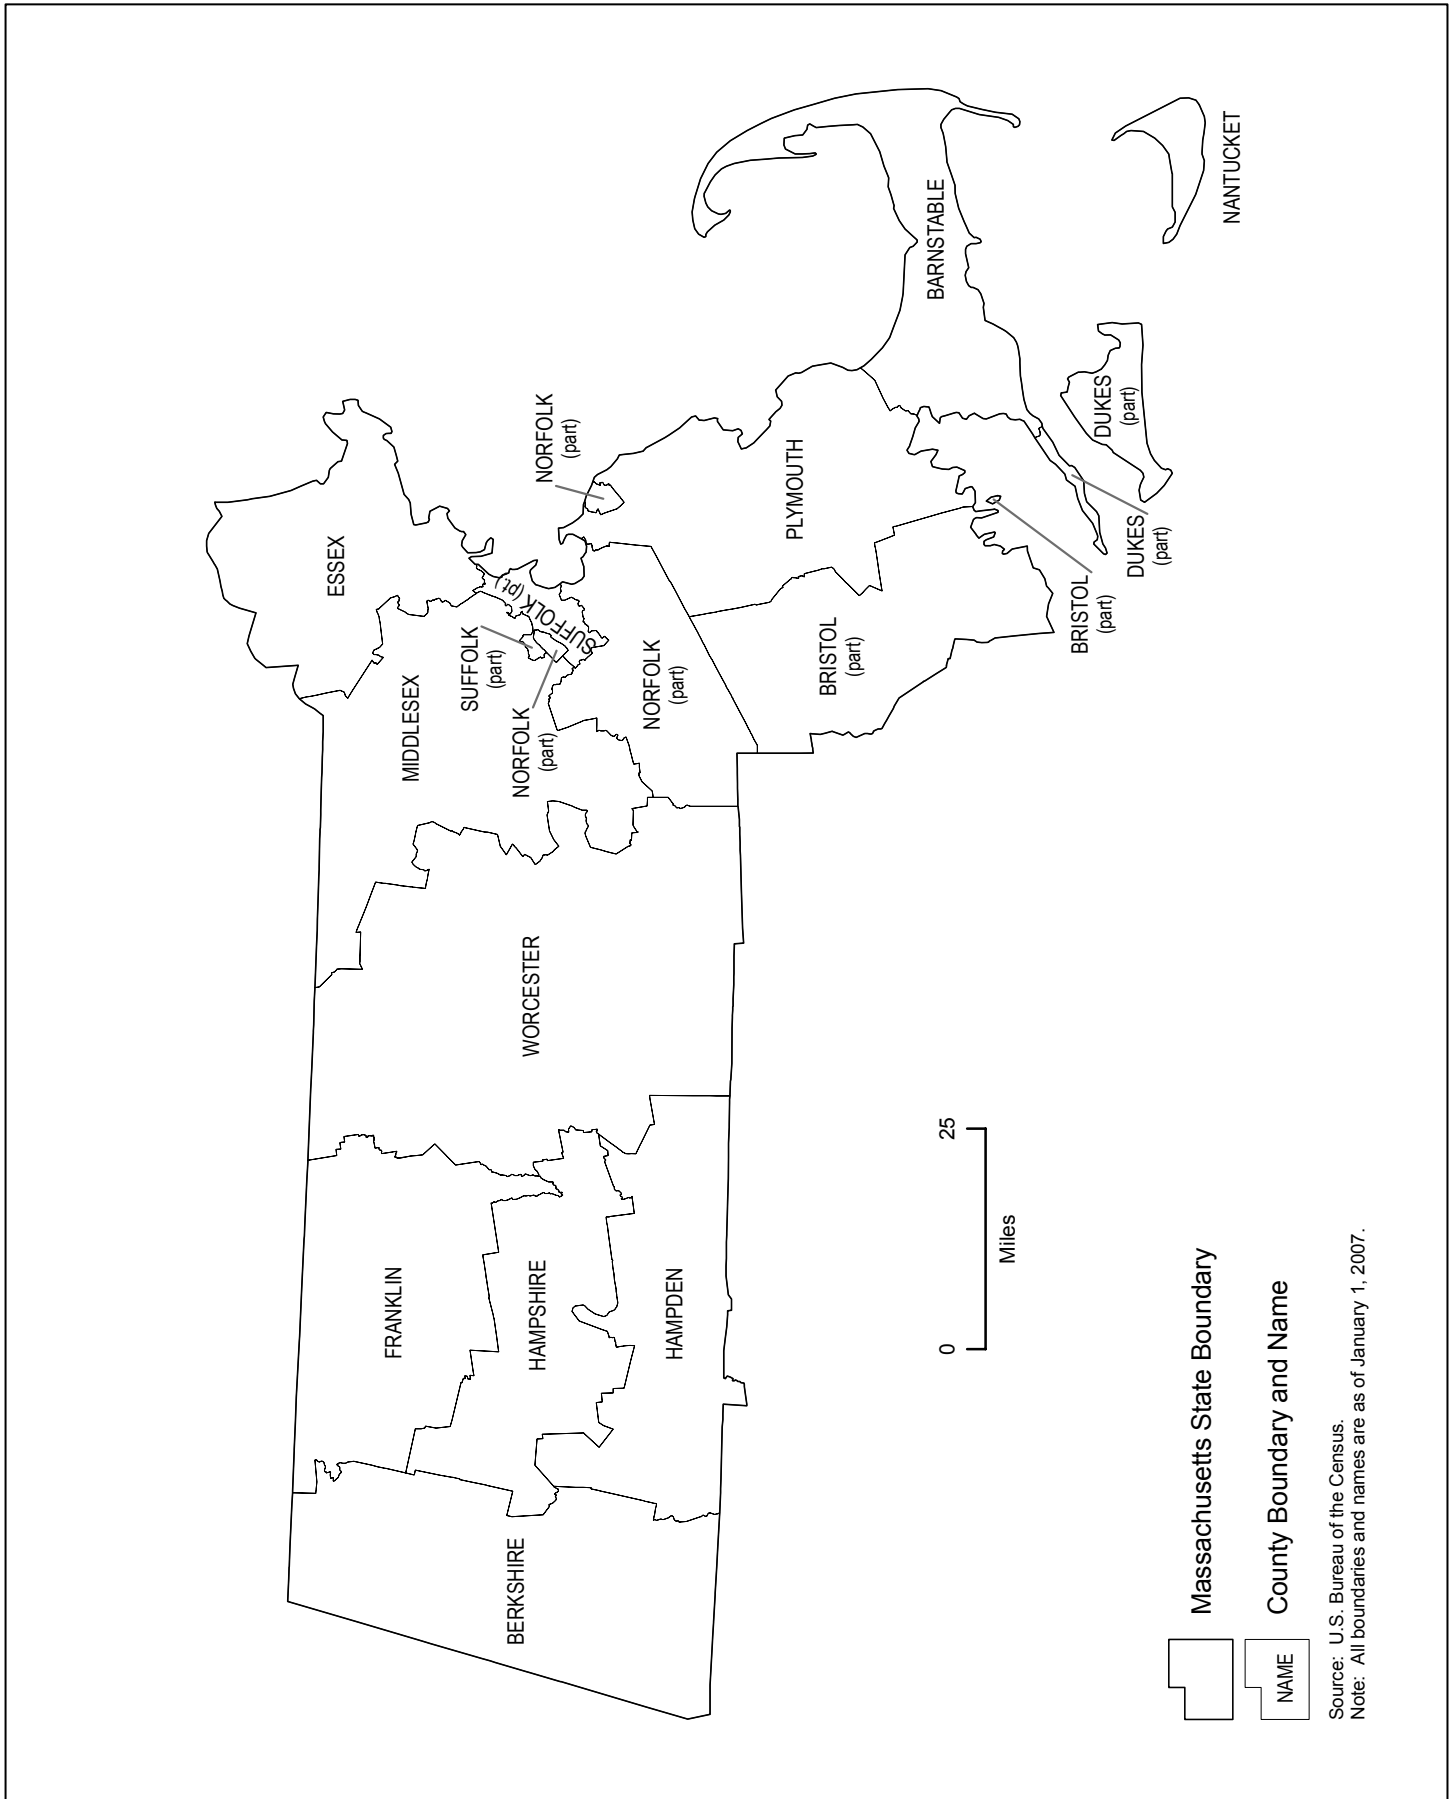 ESSEX
MIDDLESEX
SUFFOLK
(part)
SUFFOLK (pt.)
NORFOLK
(part)
NORFOLK
(part)
NORFOLK
(part)
FRANKLIN
WORCESTER
BERKSHIRE
HAMPSHIRE
HAMPDEN
PLYMOUTH
BRISTOL
(part)
BARNSTABLE
BRISTOL
(part)
DUKES
(part)
DUKES
(part)
NANTUCKET
0 25
Miles
Massachusetts State Boundary
NAME County Boundary and Name
Source: U.S. Bureau of the Census.
Note: All boundaries and names are as of January 1, 2007.